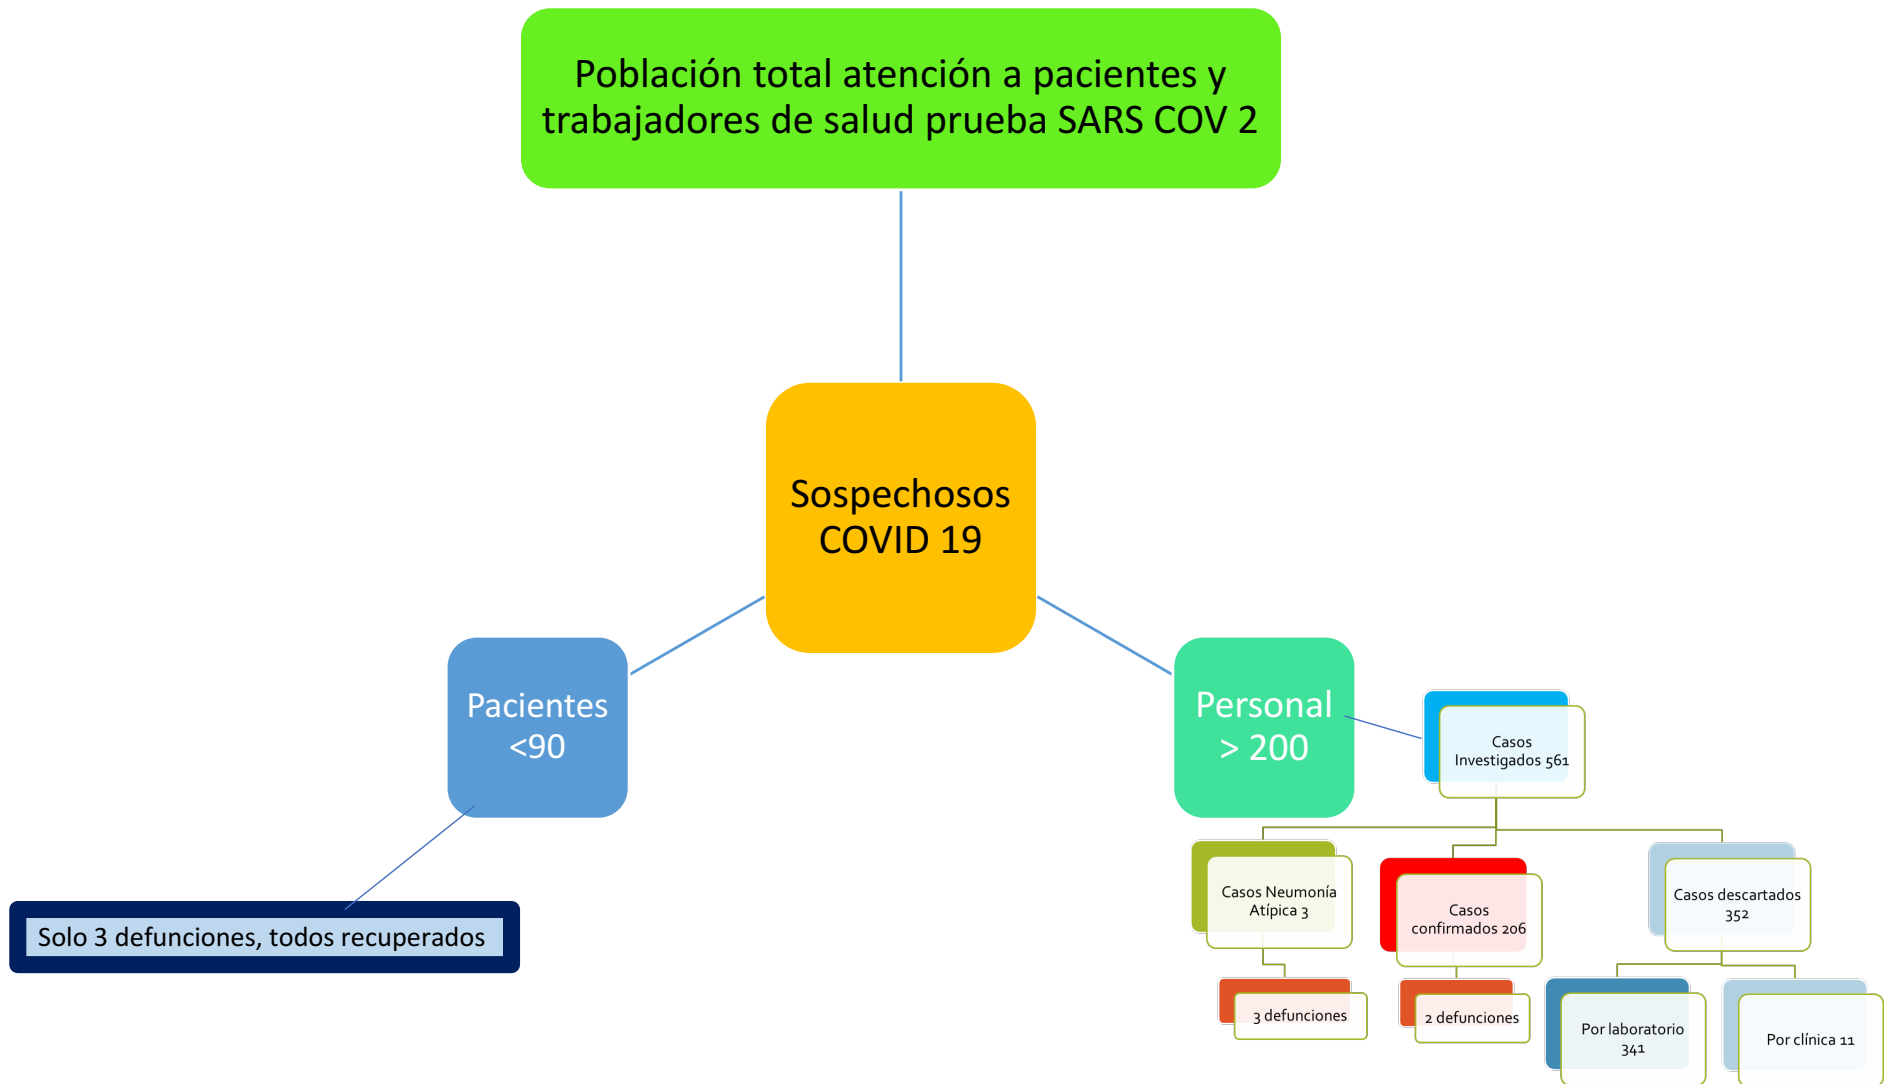 Población total atención a pacientes y
trabajadores de salud prueba SARS COV 2
Sospechosos
COVID 19
Pacientes
<90
Personal
> 200
Casos
Investigados 561
Casos Neumonía
Atípica 3
Casos
confirmados 206
Casos descartados
352
Solo 3 defunciones, todos recuperados
3 defunciones
2 defunciones
Por laboratorio
341
Por clínica 11